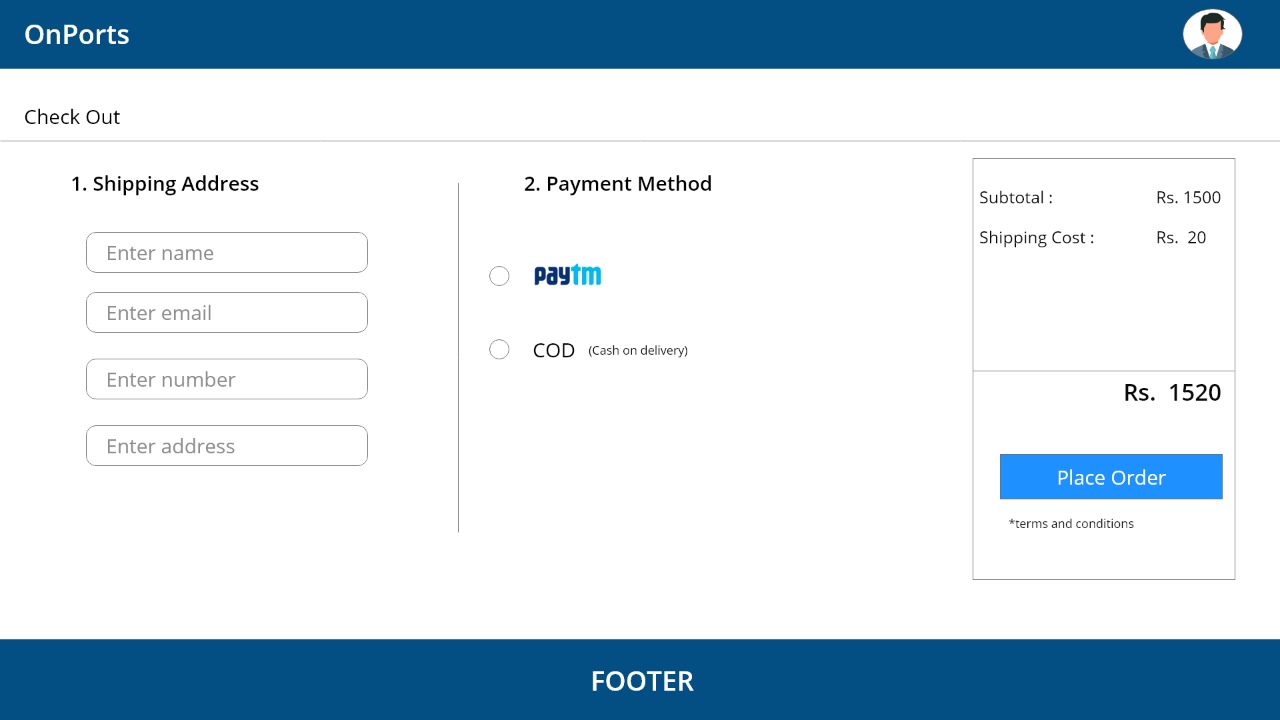 OnPorts
Check Out
1. Shipping Address
Enter name
Enter email
Enter number
Enter address
2. Payment Method
paytm
COD (Cash on delivery)
Subtotal : Rs. 1500
Shipping Cost : Rs. 20
Rs. 1520
Place Order
*terms and conditions
FOOTER